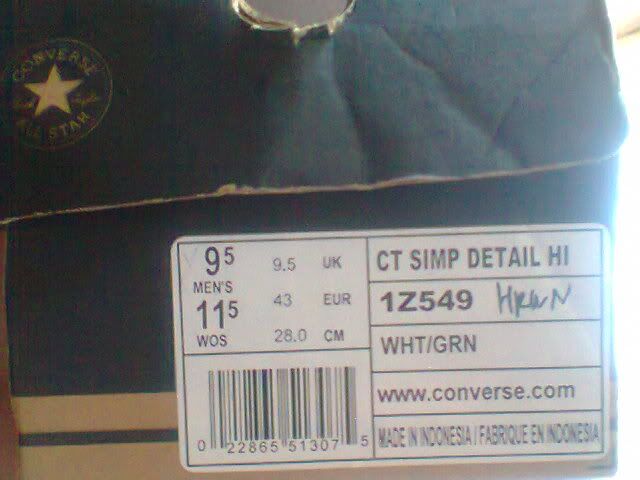 CONVERSE
ALL STAR
9 5
MEN'S
11 5
WOS
9.5 UK
43 EUR
28.0 CM
0 22865 51307 5
CT SIMP DETAIL HI
1Z549
WHT/GRN
www.converse.com
MADE IN INDONESIA / FABRIQUE EN INDONESIA